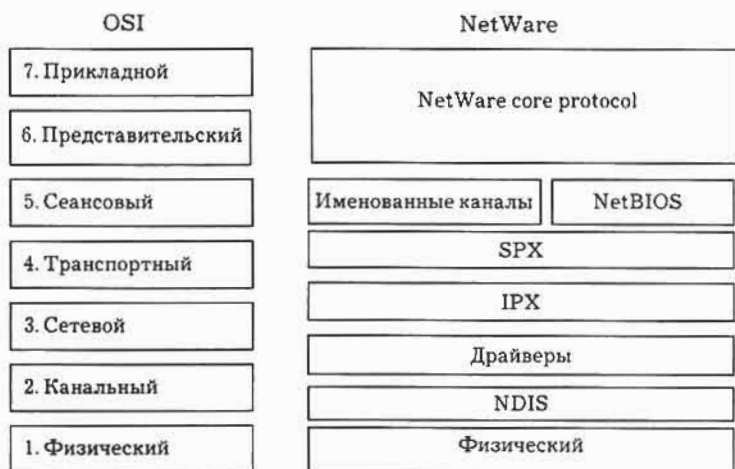 OSI
NetWare
7. Прикладной
NetWare core protocol
6. Представительский
5. Сеансовый
Именованные каналы
NetBIOS
4. Транспортный
SPX
3. Сетевой
IPX
Драйверы
2. Канальный
NDIS
1. Физический
Физический